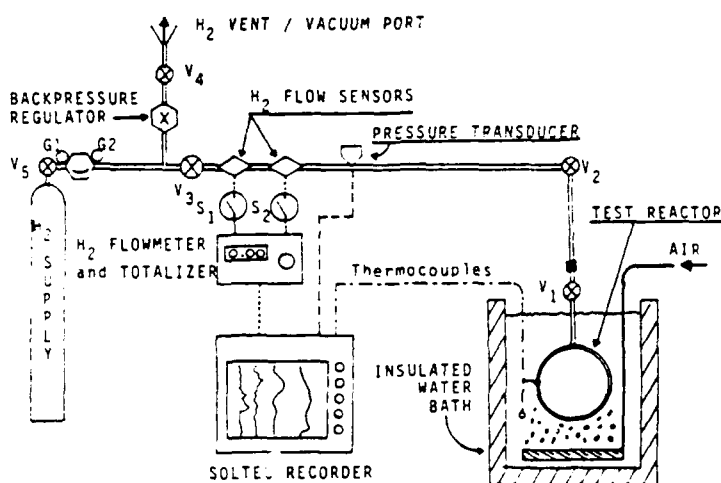 H2 VENT / VACUUM PORT
V4
BACKPRESSURE
REGULATOR
X
H2 FLOW SENSORS
G1
G2
PRESSURE TRANSDUCER
V5
V3
V2
S1
S2
TEST REACTOR
H2 SUPPLY
H2 FLOWMETER
and TOTALIZER
AIR
Thermocouples
V1
INSULATED
WATER
BATH
RECORDER